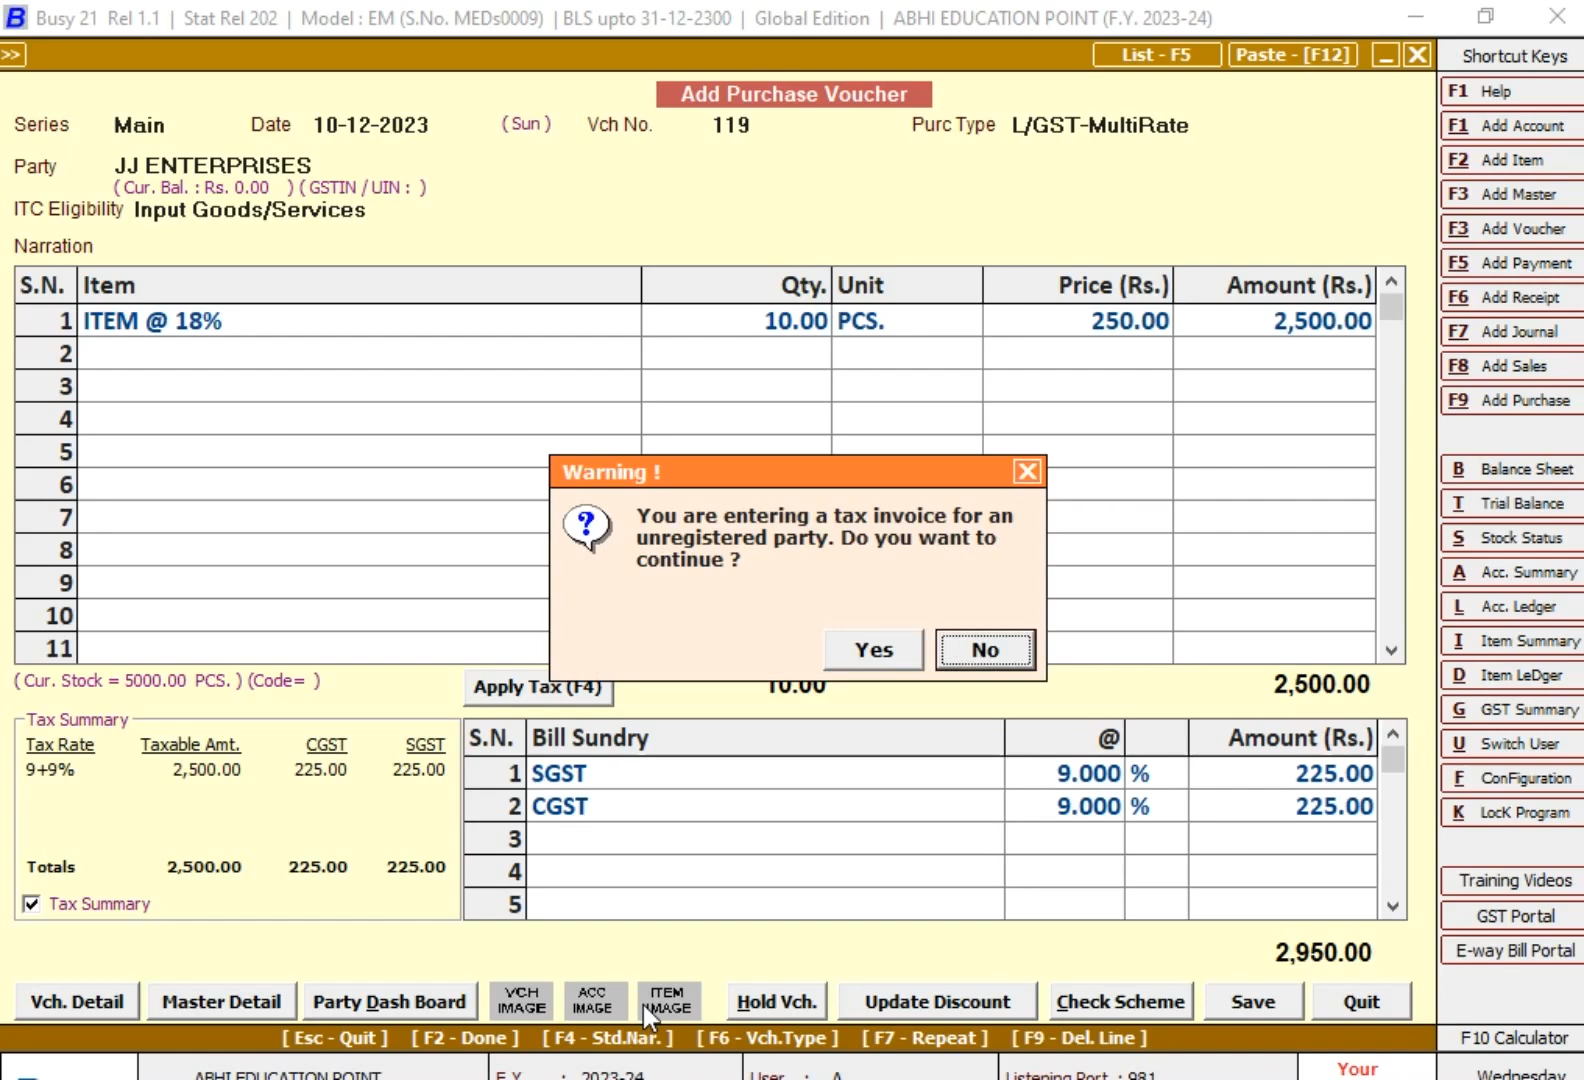 Busy 21 Rel 1.1 | Stat Rel 202 | Model : EM (S.No. MEDs0009) | BLS upto 31-12-2300 | Global Edition | ABHI EDUCATION POINT (F.Y. 2023-24)
>> List - F5 Paste - [F12]
Shortcut Keys
Add Purchase Voucher
Series Main Date 10-12-2023 ( Sun ) Vch No. 119 Purc Type L/GST-MultiRate
Party JJ ENTERPRISES
( Cur. Bal. : Rs. 0.00 ) ( GSTIN / UIN : )
ITC Eligibility Input Goods/Services
Narration
S.N. Item Qty. Unit Price (Rs.) Amount (Rs.)
1 ITEM @ 18% 10.00 PCS. 250.00 2,500.00
2
3
4
5
6
7
8
9
10
11
Warning !
You are entering a tax invoice for an
unregistered party. Do you want to
continue ?
Yes No
( Cur. Stock = 5000.00 PCS. ) (Code= ) Apply Tax (F4) 10.00 2,500.00
Tax Summary
Tax Rate Taxable Amt. CGST SGST
9+9% 2,500.00 225.00 225.00
Totals 2,500.00 225.00 225.00
Tax Summary
S.N. Bill Sundry @ Amount (Rs.)
1 SGST 9.000 % 225.00
2 CGST 9.000 % 225.00
3
4
5
2,950.00
Vch. Detail Master Detail Party Dash Board VCH IMAGE ACC IMAGE ITEM IMAGE Hold Vch. Update Discount Check Scheme Save Quit
[ Esc - Quit ] [ F2 - Done ] [ F4 - Std.Nar. ] [ F6 - Vch.Type ] [ F7 - Repeat ] [ F9 - Del. Line ]
F1 Help
F1 Add Account
F2 Add Item
F3 Add Master
F3 Add Voucher
F5 Add Payment
F6 Add Receipt
F7 Add Journal
F8 Add Sales
F9 Add Purchase
B Balance Sheet
T Trial Balance
S Stock Status
A Acc. Summary
L Acc. Ledger
I Item Summary
D Item LeDger
G GST Summary
U Switch User
F ConFiguration
K LocK Program
Training Videos
GST Portal
E-way Bill Portal
F10 Calculator
ABHI EDUCATION POINT F.Y. : 2023-24 User : A Listening Port : 981 Your Wednesday